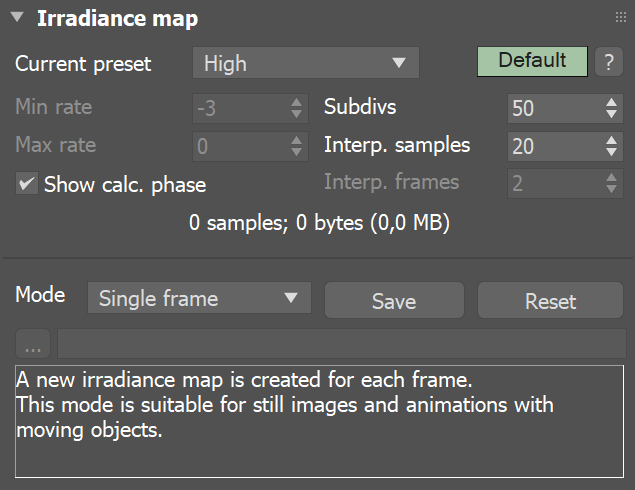 Irradiance map
Current preset High Default ?
Min rate -3 Subdivs 50
Max rate 0 Interp. samples 20
Show calc. phase Interp. frames 2
0 samples; 0 bytes (0,0 MB)
Mode Single frame Save Reset
...
A new irradiance map is created for each frame.
This mode is suitable for still images and animations with
moving objects.